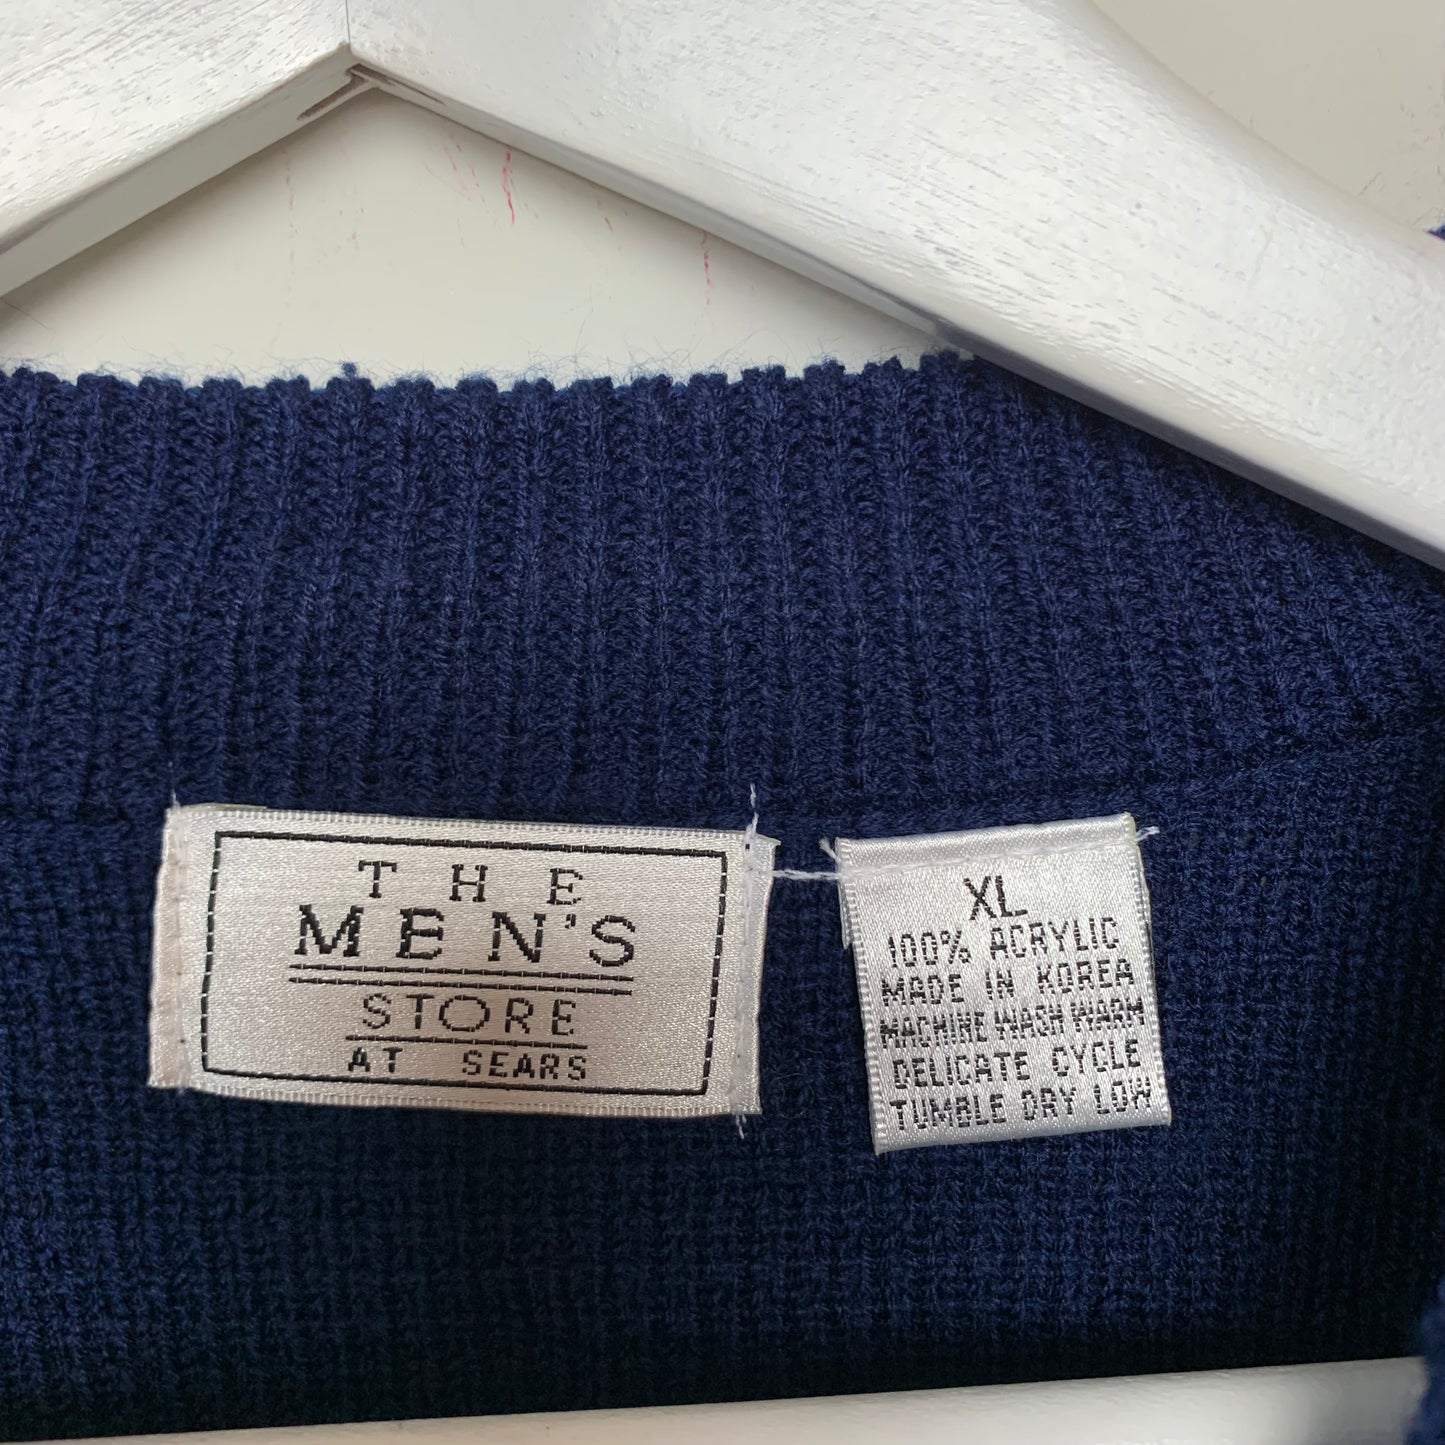 THE
MEN'S
STORE
AT SEARS
XL
100% ACRYLIC
MADE IN KOREA
MACHINE WASH WARM
DELICATE CYCLE
TUMBLE DRY LOW